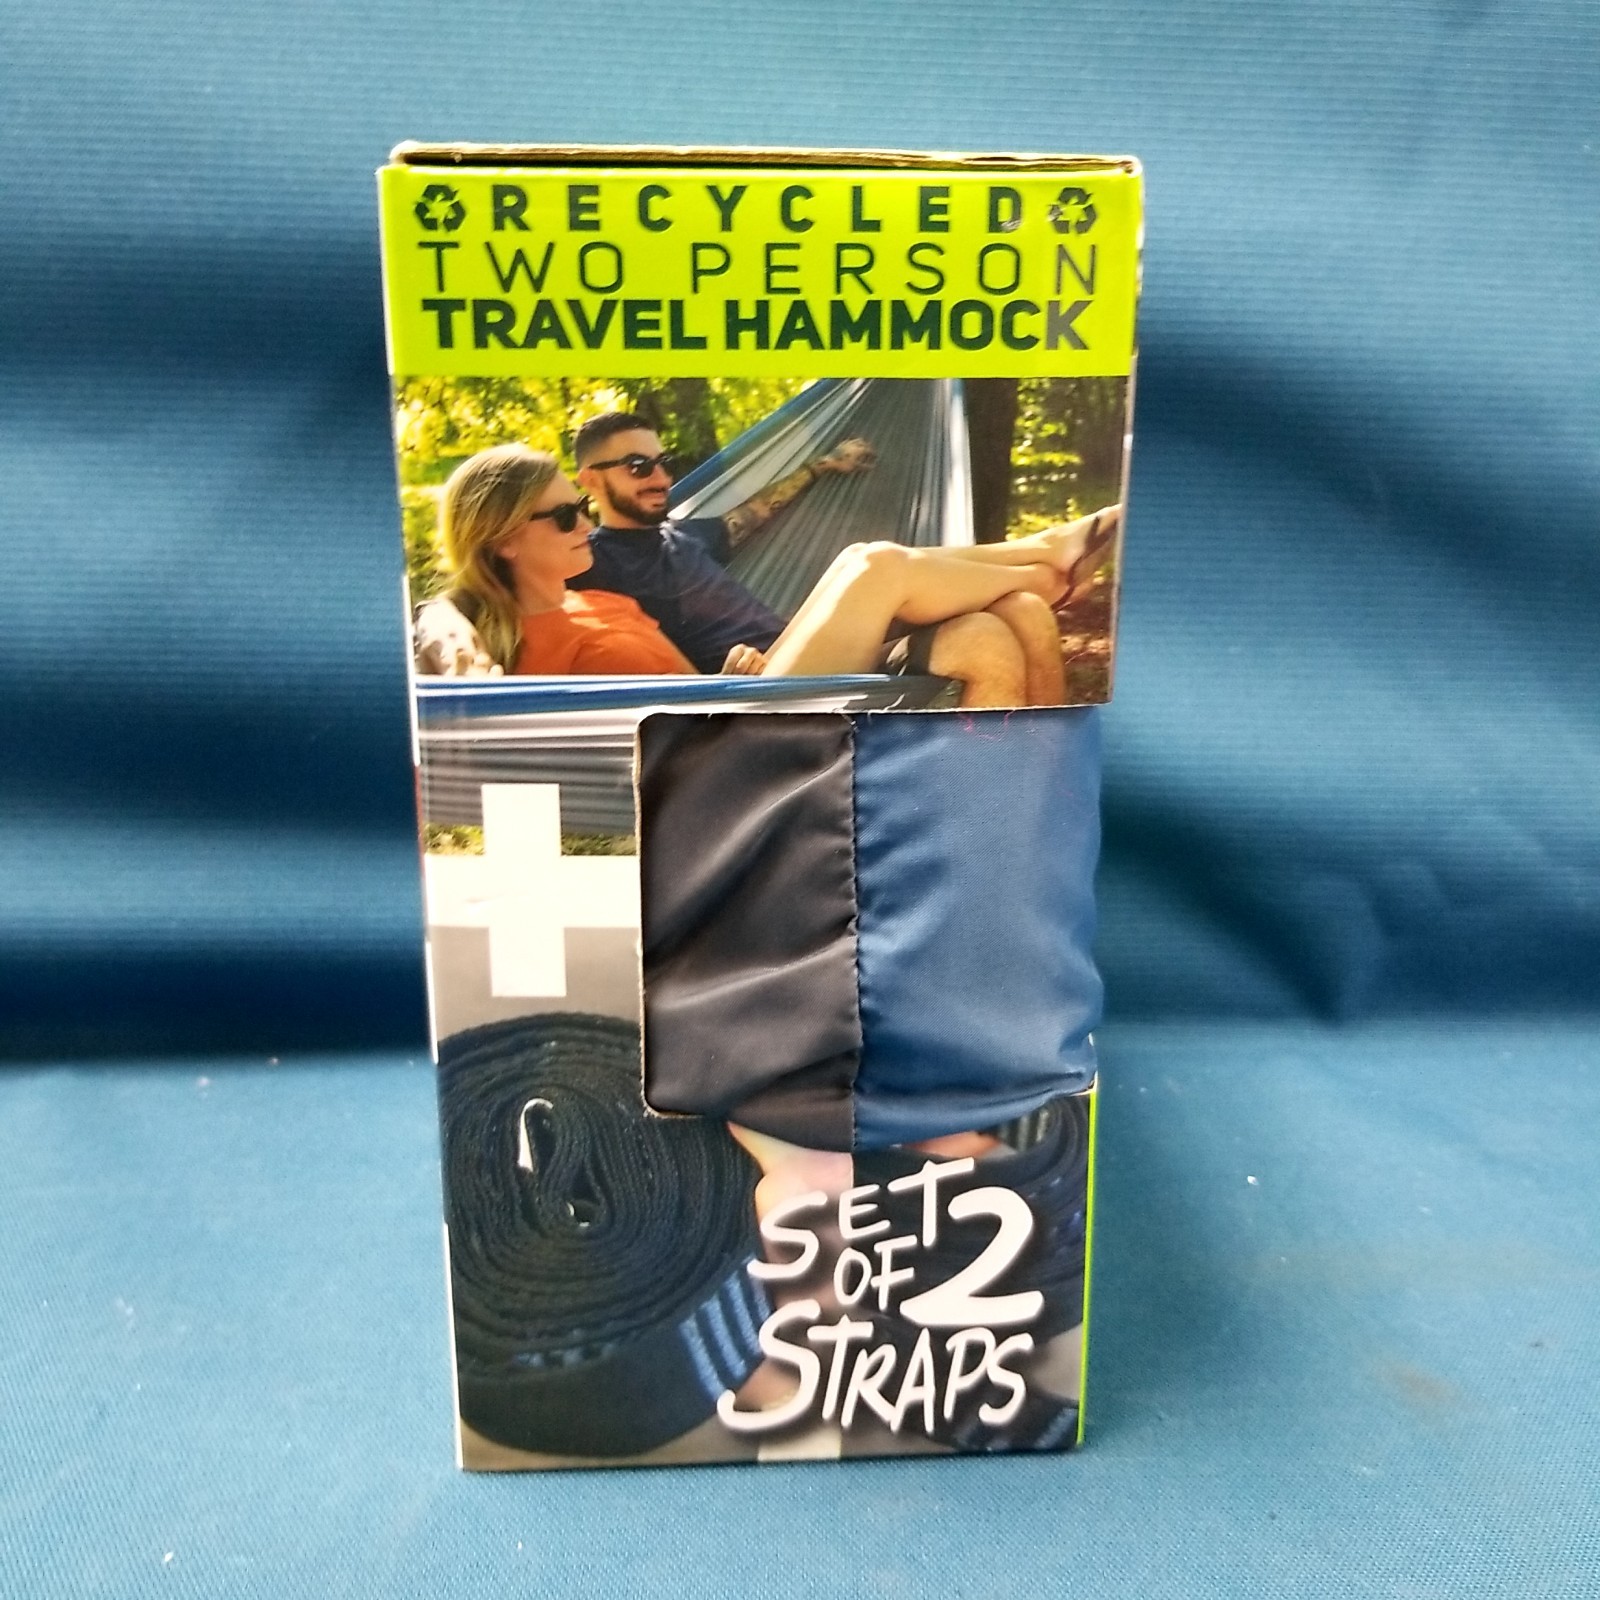 RECYCLED
TWO PERSON
TRAVEL HAMMOCK
SET
OF 2
STRAPS